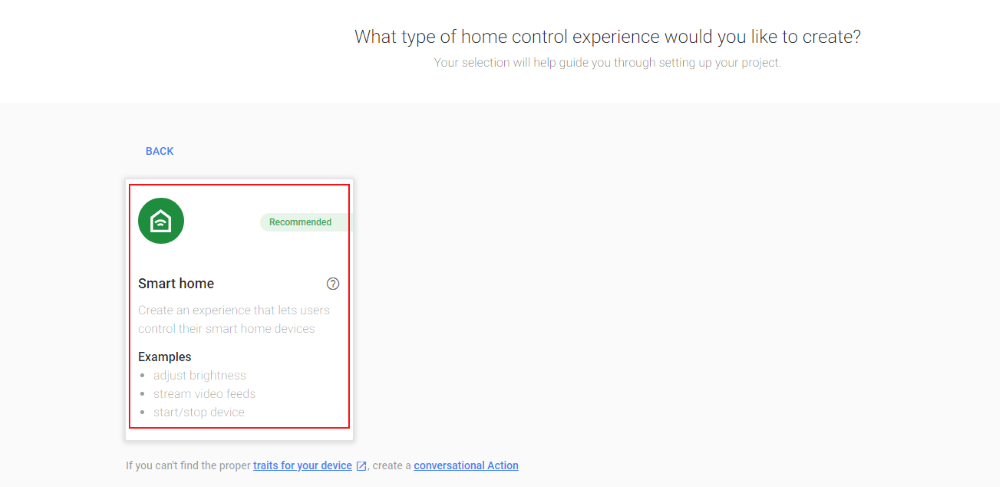 What type of home control experience would you like to create?
Your selection will help guide you through setting up your project.
BACK
Recommended
Smart home
Create an experience that lets users
control their smart home devices
Examples
• adjust brightness
• stream video feeds
• start/stop device
If you can't find the proper traits for your device, create a conversational Action